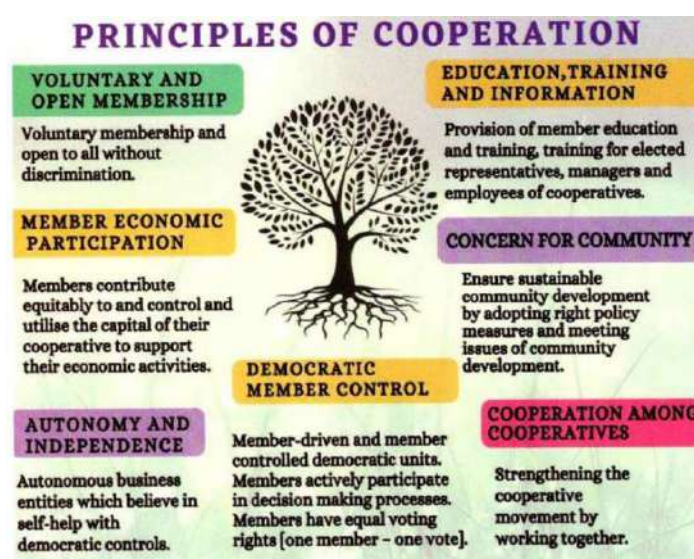 PRINCIPLES OF COOPERATION
VOLUNTARY AND
OPEN MEMBERSHIP
Voluntary membership and
open to all without
discrimination.
EDUCATION,TRAINING
AND INFORMATION
Provision of member education
and training, training for elected
representatives, managers and
employees of cooperatives.
MEMBER ECONOMIC
PARTICIPATION
Members contribute
equitably to and control and
utilise the capital of their
cooperative to support
their economic activities.
CONCERN FOR COMMUNITY
Ensure sustainable
community development
by adopting right policy
measures and meeting
issues of community
development.
DEMOCRATIC
MEMBER CONTROL
Member-driven and member
controlled democratic units.
Members actively participate
in decision making processes.
Members have equal voting
rights [one member – one vote].
AUTONOMY AND
INDEPENDENCE
Autonomous business
entities which believe in
self-help with
democratic controls.
COOPERATION AMONG
COOPERATIVES
Strengthening the
cooperative
movement by
working together.